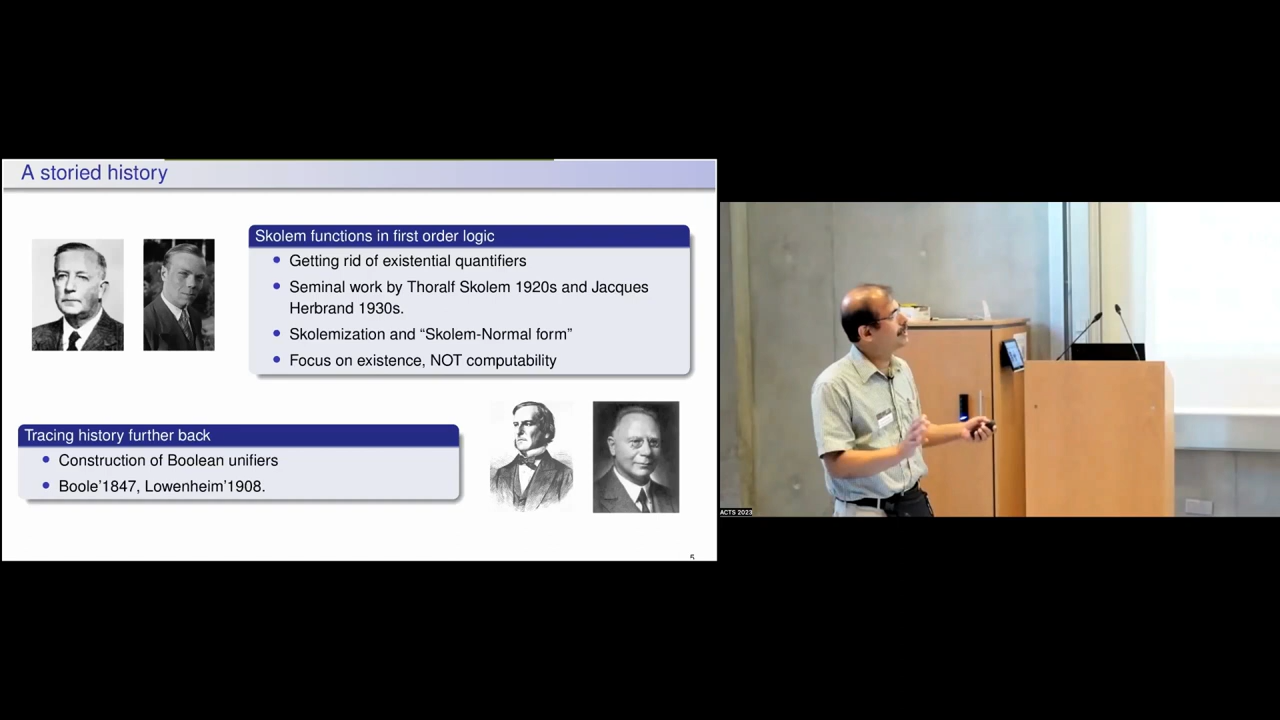 A storied history
Skolem functions in first order logic
Getting rid of existential quantifiers
Seminal work by Thoralf Skolem 1920s and Jacques
Herbrand 1930s.
Skolemization and “Skolem-Normal form”
Focus on existence, NOT computability
Tracing history further back
Construction of Boolean unifiers
Boole'1847, Lowenheim'1908.
5
ACTS 2023